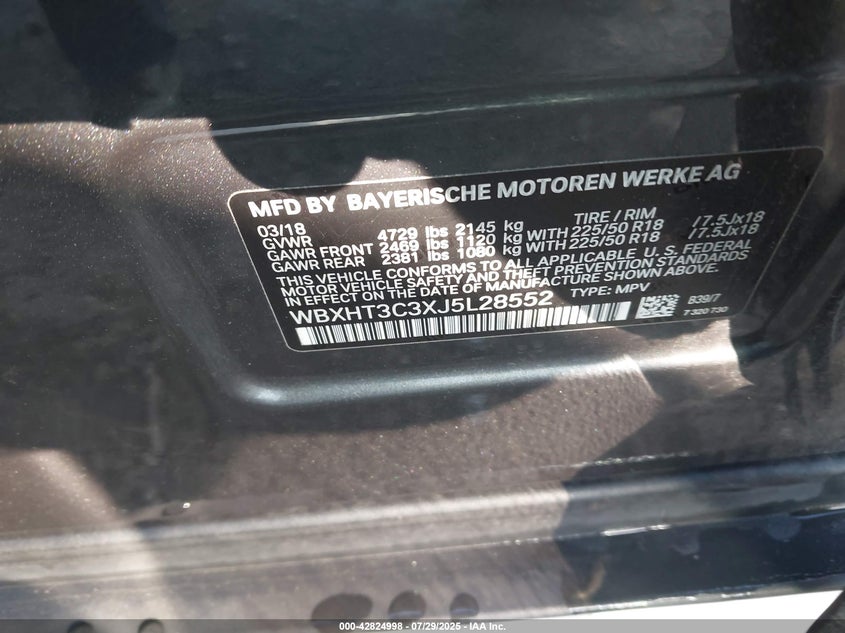 MFD BY BAYERISCHE MOTOREN WERKE AG
03/18 TIRE / RIM
GVWR 4729 lbs 2145 kg
GAWR FRONT 2469 lbs 1120 kg WITH 225/50 R18 /7.5Jx18
GAWR REAR 2381 lbs 1080 kg WITH 225/50 R18 /7.5Jx18
THIS VEHICLE CONFORMS TO ALL APPLICABLE U. S. FEDERAL
MOTOR VEHICLE SAFETY AND THEFT PREVENTION STANDARDS
IN EFFECT ON THE DATE OF MANUFACTURE SHOWN ABOVE.
WBXHT3C3XJ5L28552 TYPE: MPV
B39/7
7 320 730
000-42824998 - 07/29/2025 - IAA Inc.